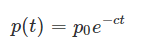 p(t) = p₀e⁻ᶜᵗ